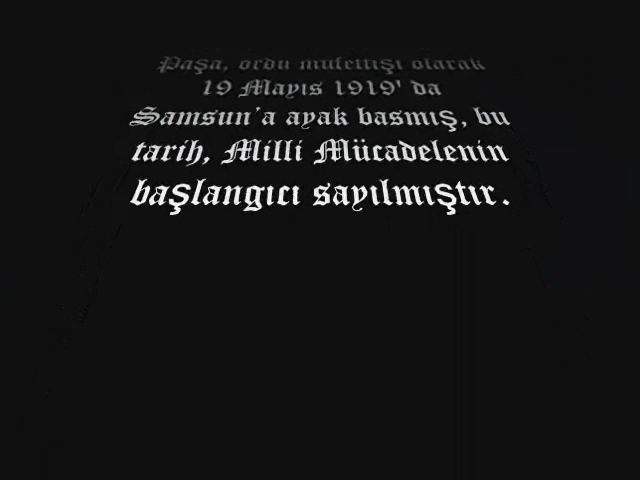 Paşa, ordu müfettişi olarak
19 Mayıs 1919' da
Samsun'a ayak basmış, bu
tarih, Milli Mücadelenin
başlangıcı sayılmıştır.